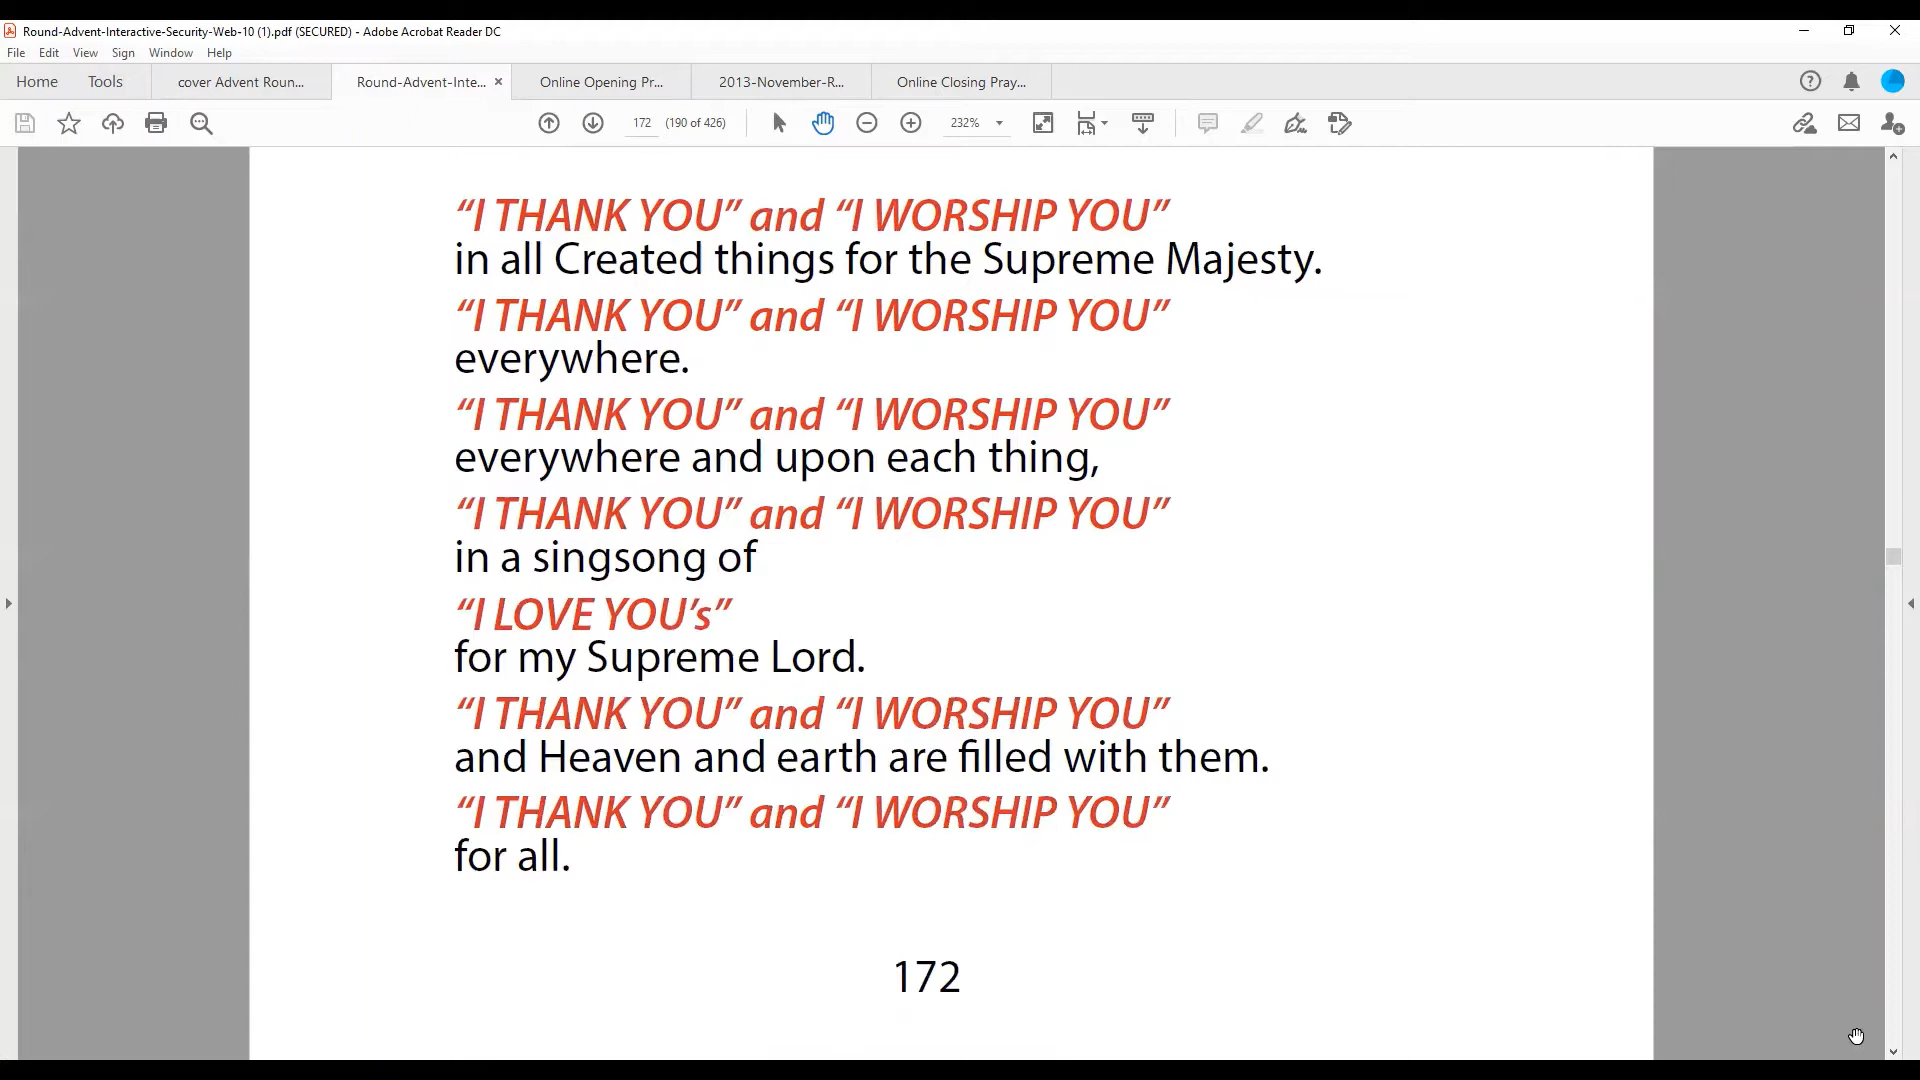 Round-Advent-Interactive-Security-Web-10 (1).pdf (SECURED) - Adobe Acrobat Reader DC
File Edit View Sign Window Help
Home Tools cover Advent Roun... Round-Advent-Inte... Online Opening Pr... 2013-November-R... Online Closing Pray...
172 (190 of 426) 232%
“I THANK YOU” and “I WORSHIP YOU”
in all Created things for the Supreme Majesty.
“I THANK YOU” and “I WORSHIP YOU”
everywhere.
“I THANK YOU” and “I WORSHIP YOU”
everywhere and upon each thing,
“I THANK YOU” and “I WORSHIP YOU”
in a singsong of
“I LOVE YOU’s”
for my Supreme Lord.
“I THANK YOU” and “I WORSHIP YOU”
and Heaven and earth are filled with them.
“I THANK YOU” and “I WORSHIP YOU”
for all.
172